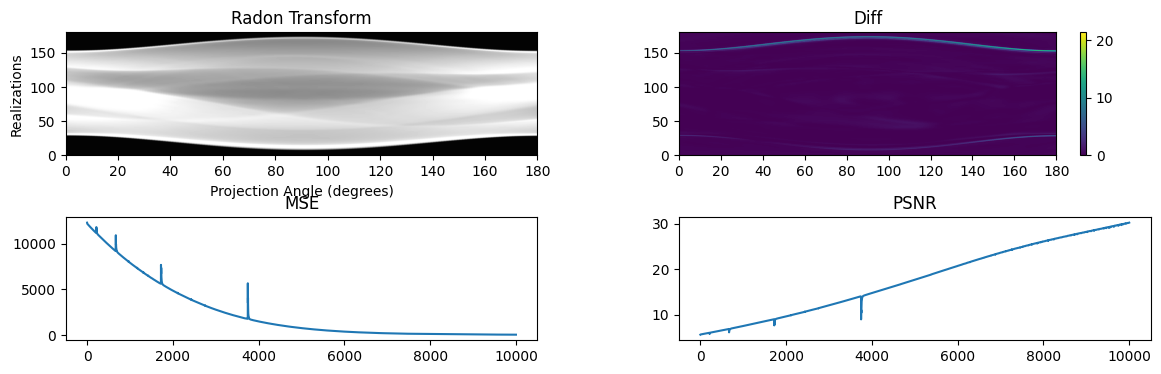 Radon Transform
Realizations
150
100
50
0
0 20 40 60 80 100 120 140 160 180
Projection Angle (degrees)
Diff
150
100
50
0
0 20 40 60 80 100 120 140 160 180
20
10
0
MSE
10000
5000
0
0 2000 4000 6000 8000 10000
PSNR
30
20
10
0 2000 4000 6000 8000 10000